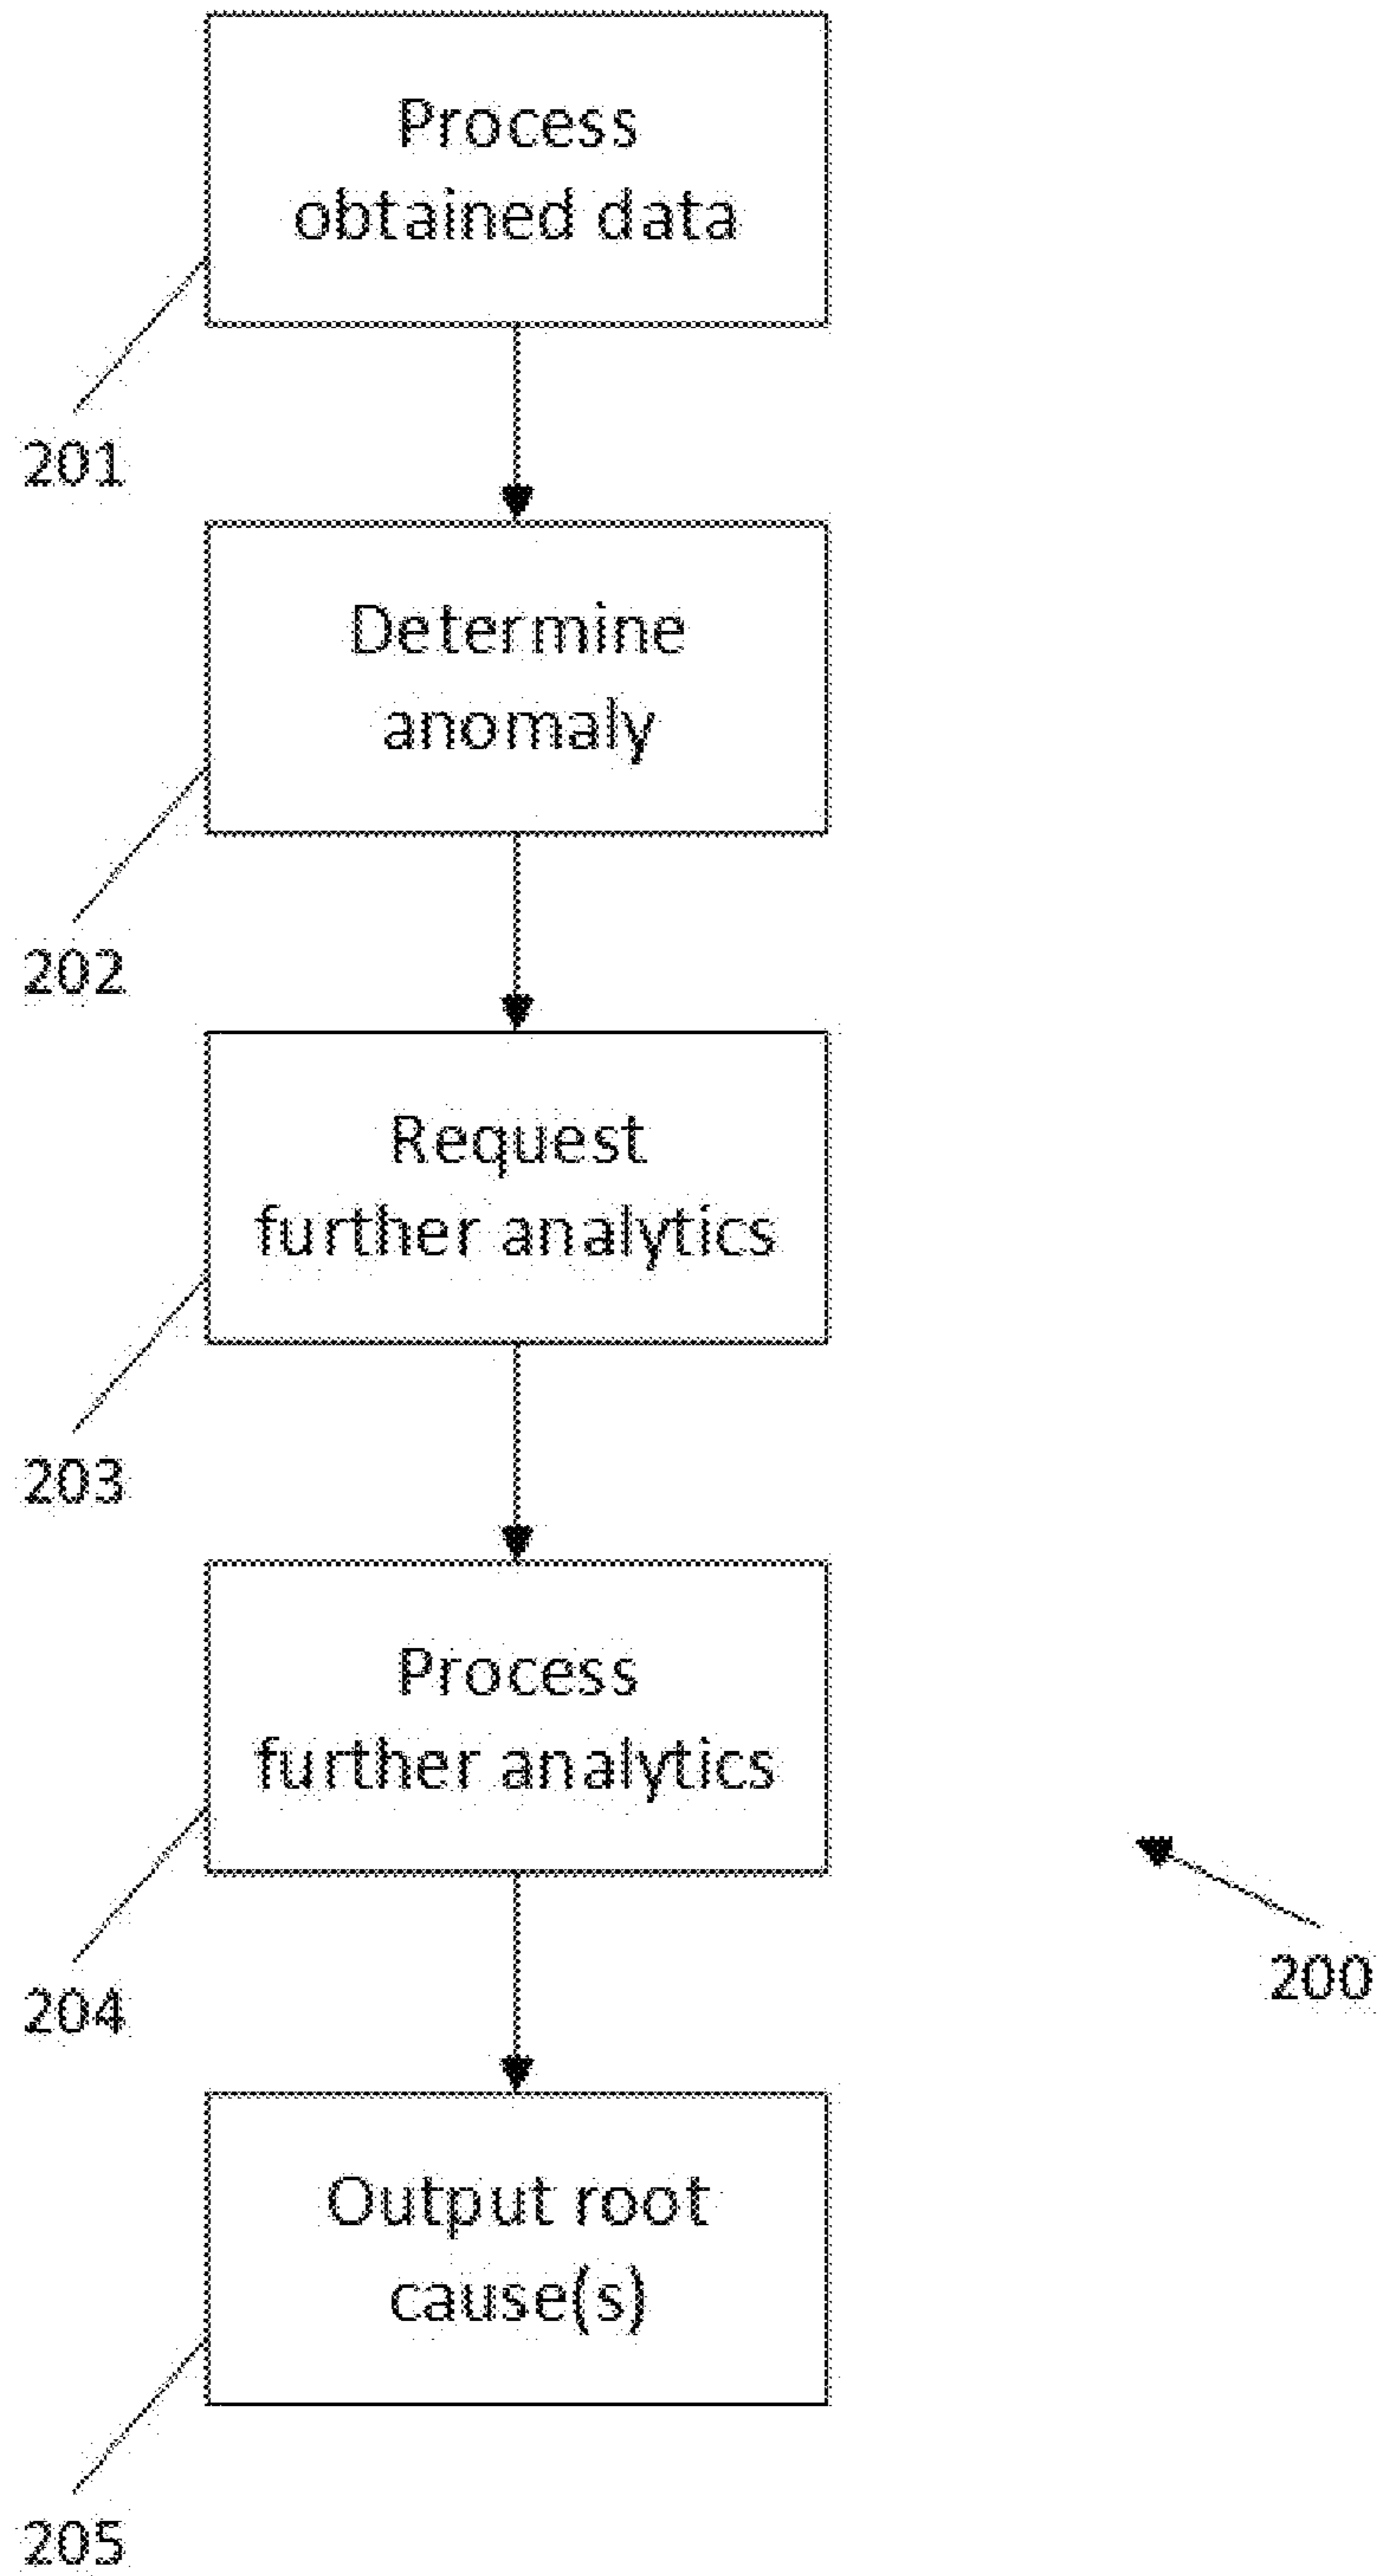 Process
obtained data
201
Determine
anomaly
202
Request
further analytics
203
Process
further analytics
204
200
Output root
cause(s)
205